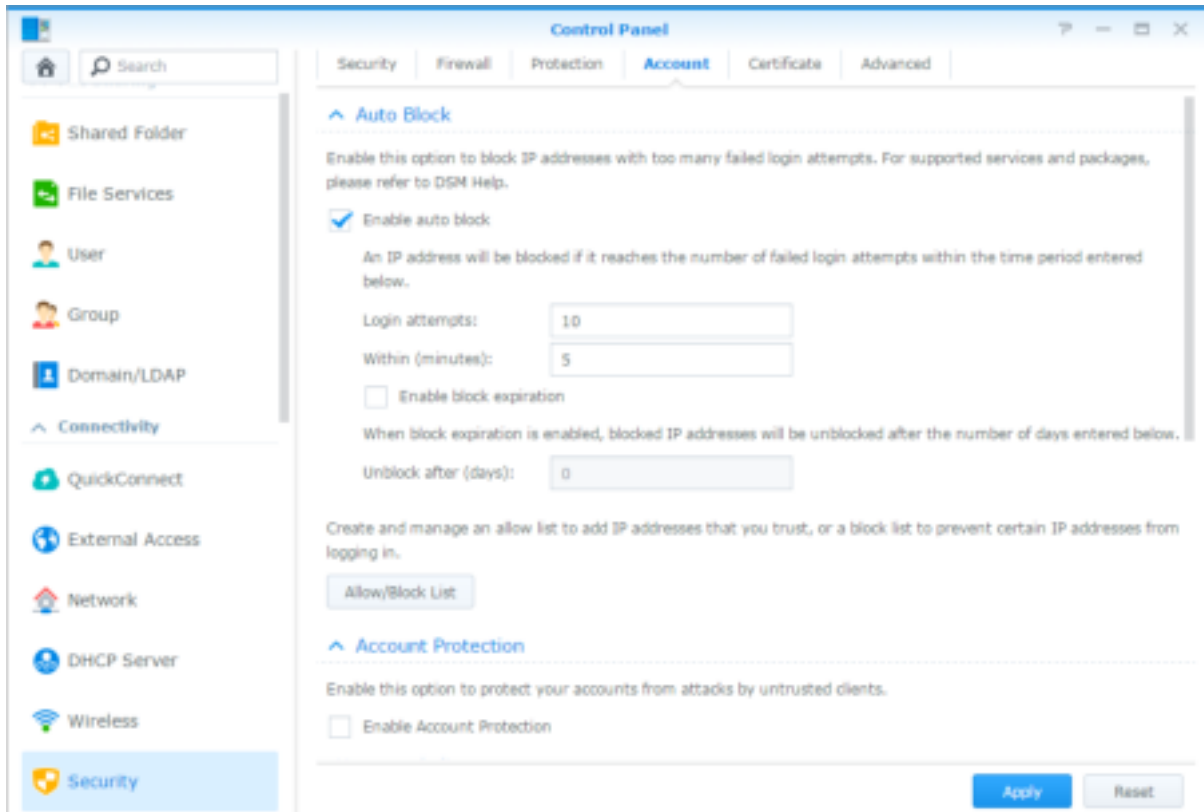 Control Panel
Search
Security Firewall Protection Account Certificate Advanced
Shared Folder
File Services
User
Group
Domain/LDAP
Connectivity
QuickConnect
External Access
Network
DHCP Server
Wireless
Security
Auto Block
Enable this option to block IP addresses with too many failed login attempts. For supported services and packages,
please refer to DSM Help.
Enable auto block
An IP address will be blocked if it reaches the number of failed login attempts within the time period entered
below.
Login attempts: 10
Within (minutes): 5
Enable block expiration
When block expiration is enabled, blocked IP addresses will be unblocked after the number of days entered below.
Unblock after (days): 0
Create and manage an allow list to add IP addresses that you trust, or a block list to prevent certain IP addresses from
logging in.
Allow/Block List
Account Protection
Enable this option to protect your accounts from attacks by untrusted clients.
Enable Account Protection
Apply Reset